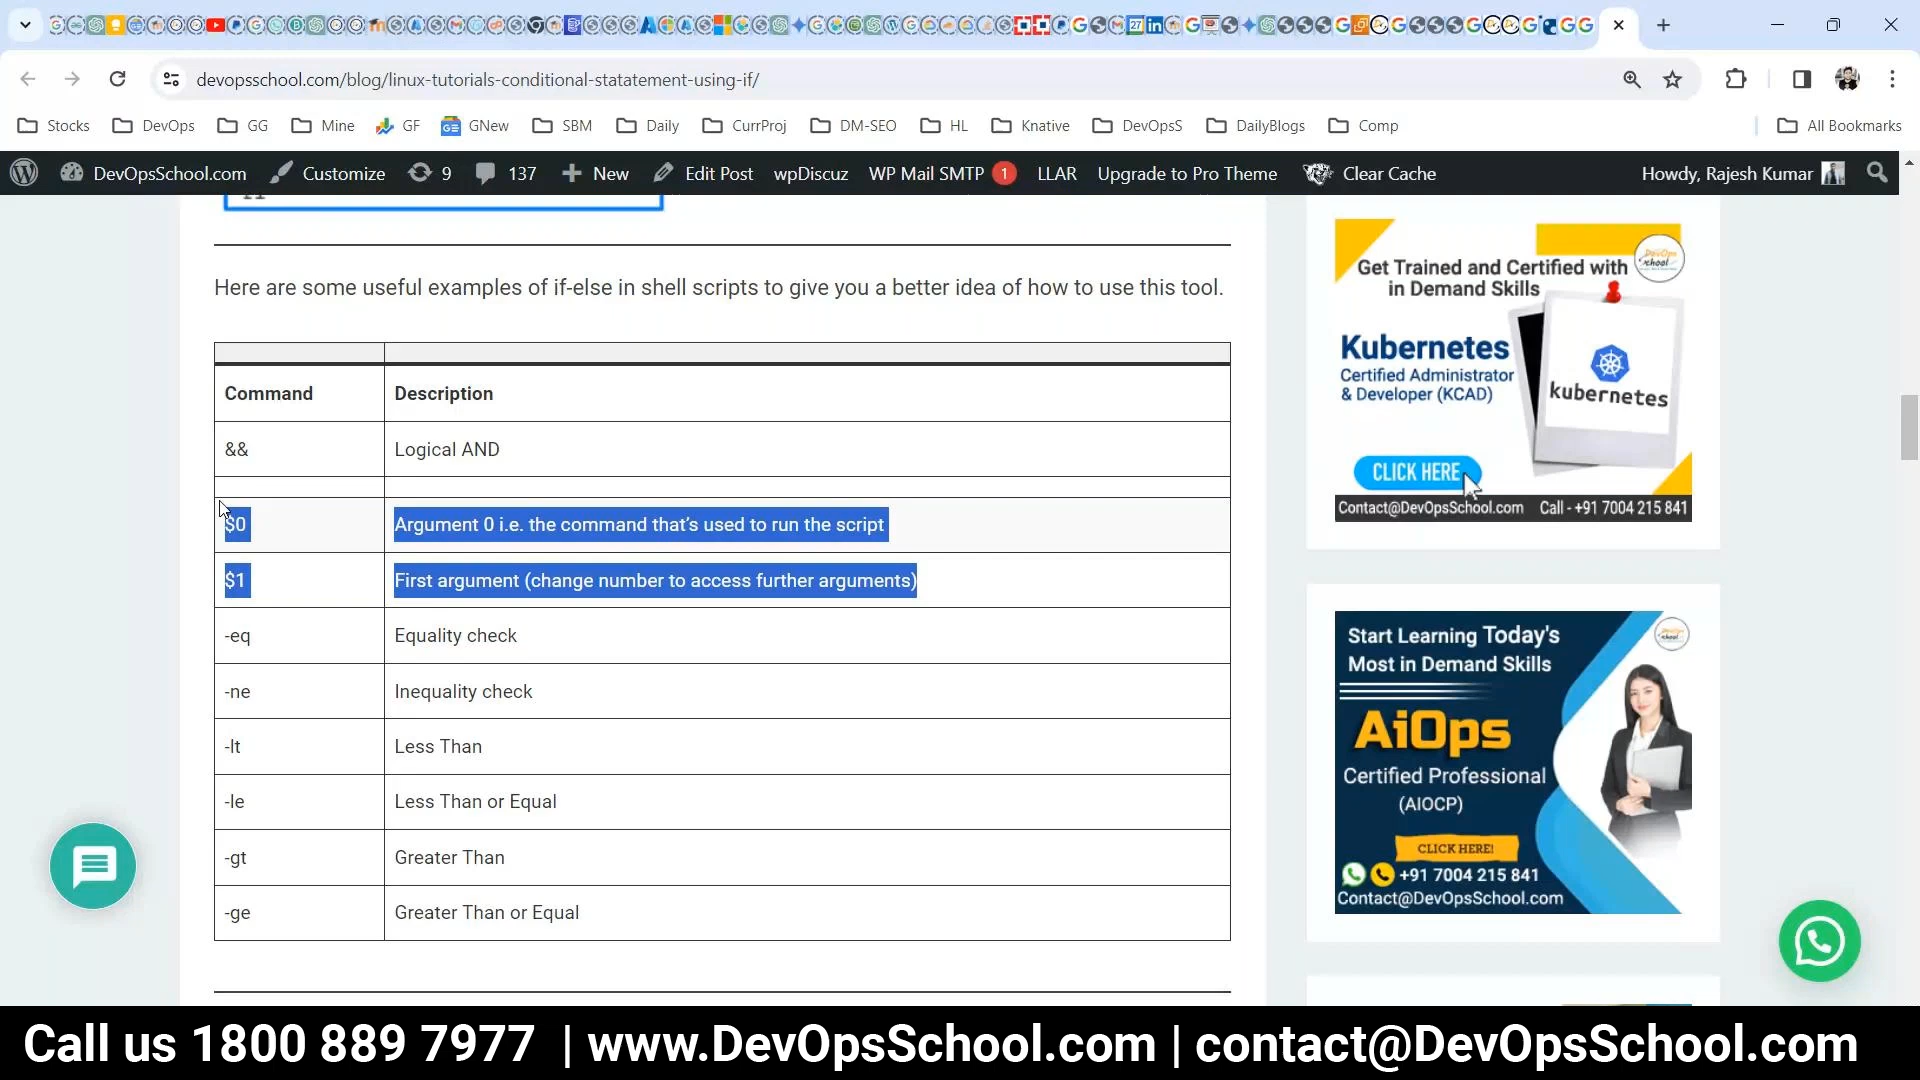 devopsschool.com/blog/linux-tutorials-conditional-statatement-using-if/
Stocks
DevOps
GG
Mine
GF
GNew
SBM
Daily
CurrProj
DM-SEO
HL
Knative
DevOpsS
DailyBlogs
Comp
All Bookmarks
DevOpsSchool.com
Customize
9
137
New
Edit Post
wpDiscuz
WP Mail SMTP 1
LLAR
Upgrade to Pro Theme
Clear Cache
Howdy, Rajesh Kumar
Here are some useful examples of if-else in shell scripts to give you a better idea of how to use this tool.
Command Description
&& Logical AND
$0 Argument 0 i.e. the command that's used to run the script
$1 First argument (change number to access further arguments)
-eq Equality check
-ne Inequality check
-lt Less Than
-le Less Than or Equal
-gt Greater Than
-ge Greater Than or Equal
Get Trained and Certified with
in Demand Skills
DevOps
School
Kubernetes
Certified Administrator
& Developer (KCAD)
kubernetes
CLICK HERE
Contact@DevOpsSchool.com Call - +91 7004 215 841
Start Learning Today's
Most in Demand Skills
AiOps
Certified Professional
(AIOCP)
CLICK HERE!
+91 7004 215 841
Contact@DevOpsSchool.com
Call us 1800 889 7977 | www.DevOpsSchool.com | contact@DevOpsSchool.com